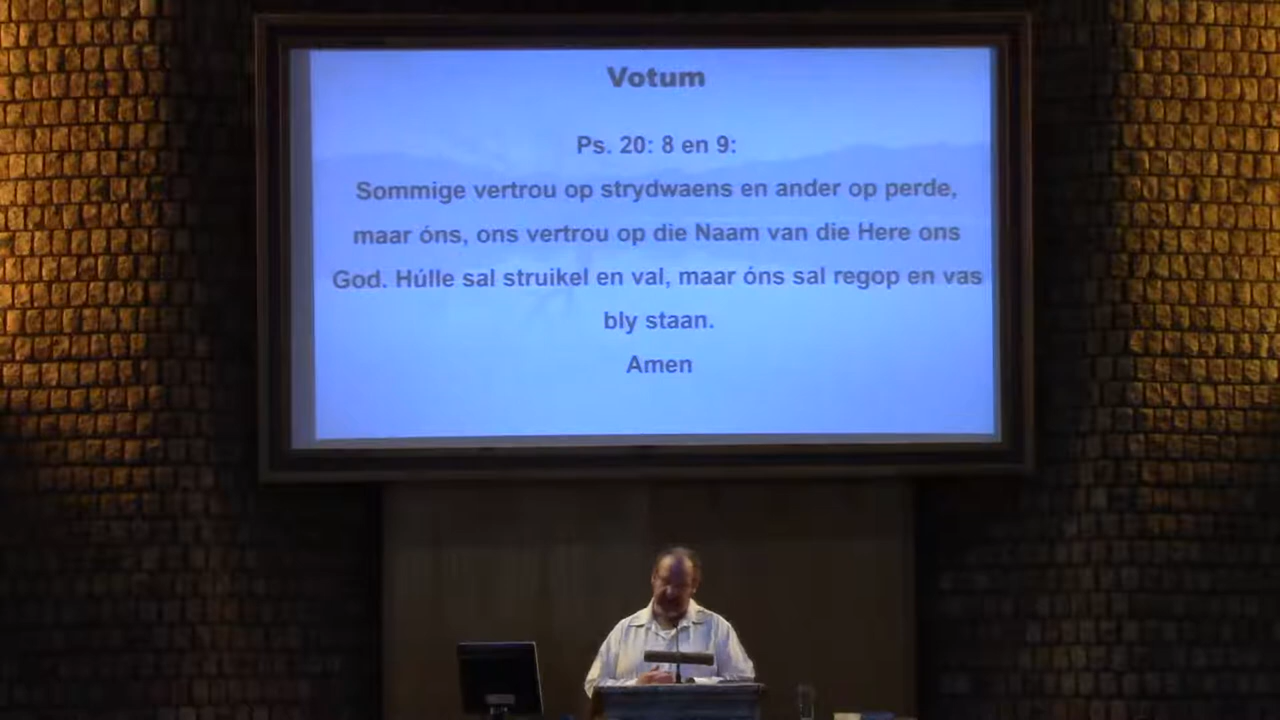 Votum
Ps. 20: 8 en 9:
Sommige vertrou op strydwaens en ander op perde,
maar óns, ons vertrou op die Naam van die Here ons
God. Húlle sal struikel en val, maar óns sal regop en vas
bly staan.
Amen